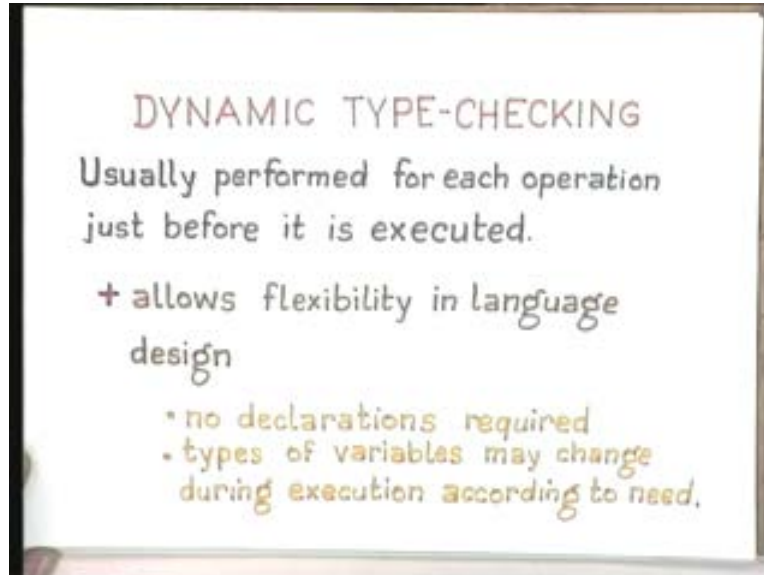 DYNAMIC TYPE-CHECKING
Usually performed for each operation
just before it is executed.
+ allows flexibility in language
design
• no declarations required
• types of variables may change
during execution according to need.